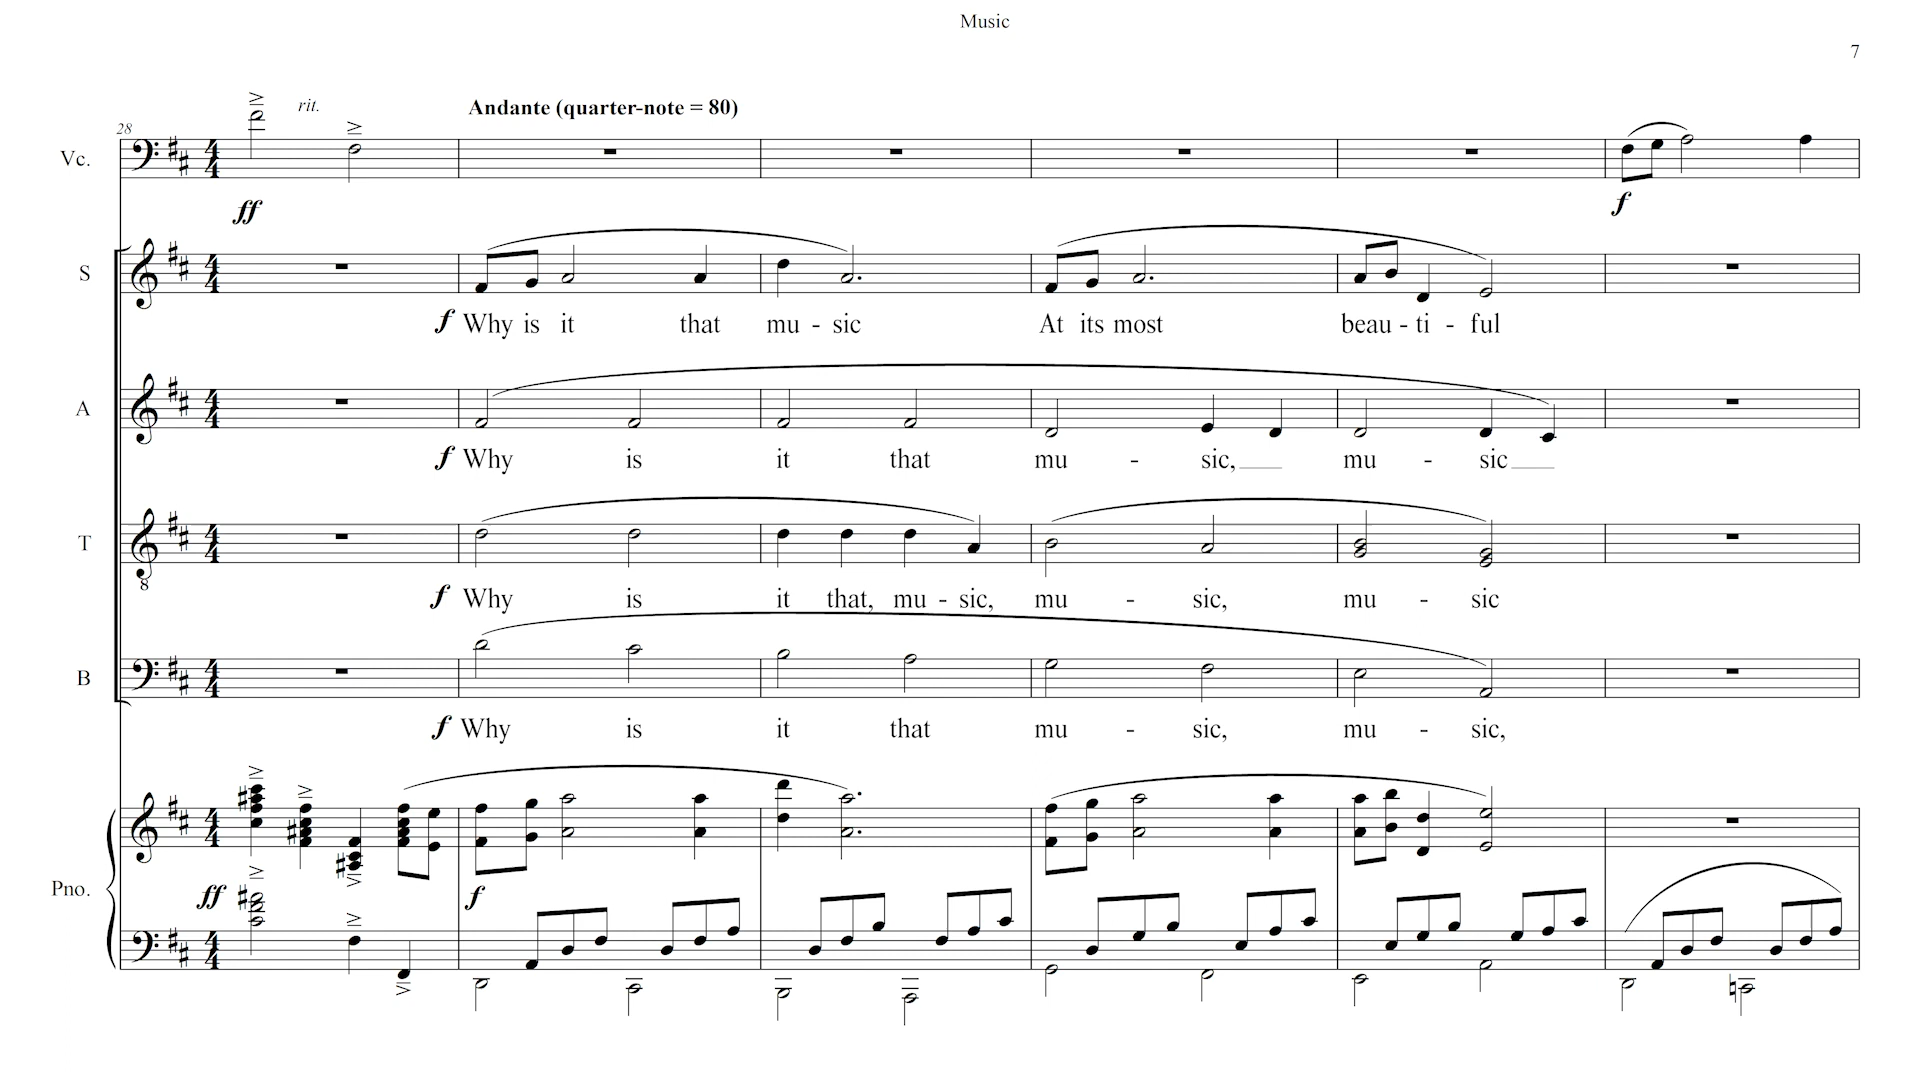 Music
7
rit.
Andante (quarter-note = 80)
28
Vc.
ff
f
S
f Why is it that mu - sic At its most beau - ti - ful
A
f Why is it that mu - sic, mu - sic
T
8
f Why is it that, mu - sic, mu - sic, mu - sic
B
f Why is it that mu - sic, mu - sic,
Pno.
ff
f